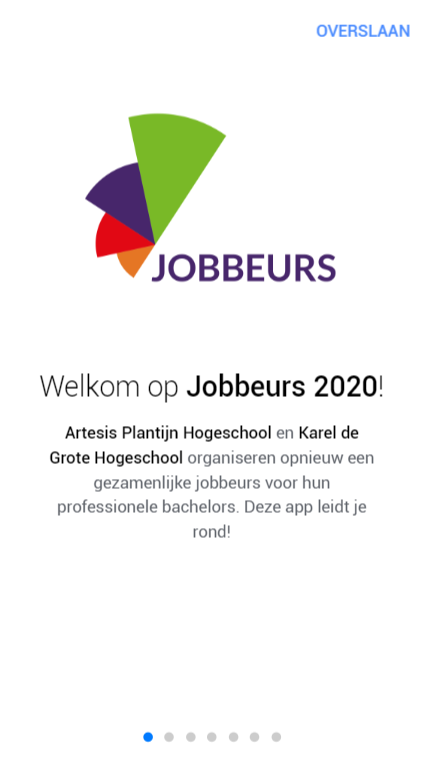 OVERSLAAN
JOBBEURS
Welkom op Jobbeurs 2020!
Artesis Plantijn Hogeschool en Karel de
Grote Hogeschool organiseren opnieuw een
gezamenlijke jobbeurs voor hun
professionele bachelors. Deze app leidt je
rond!